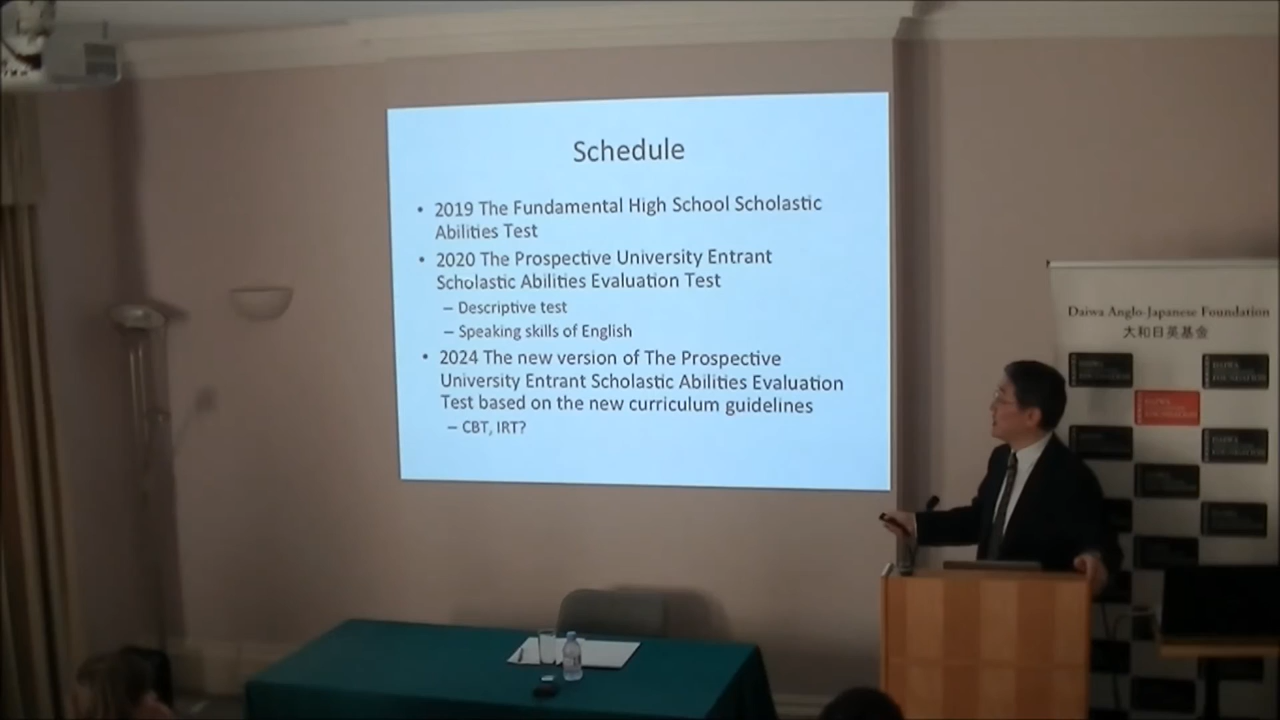 Schedule
• 2019 The Fundamental High School Scholastic
Abilities Test
• 2020 The Prospective University Entrant
Scholastic Abilities Evaluation Test
– Descriptive test
– Speaking skills of English
• 2024 The new version of The Prospective
University Entrant Scholastic Abilities Evaluation
Test based on the new curriculum guidelines
– CBT, IRT?
Daiwa Anglo-Japanese Foundation
大和日英基金